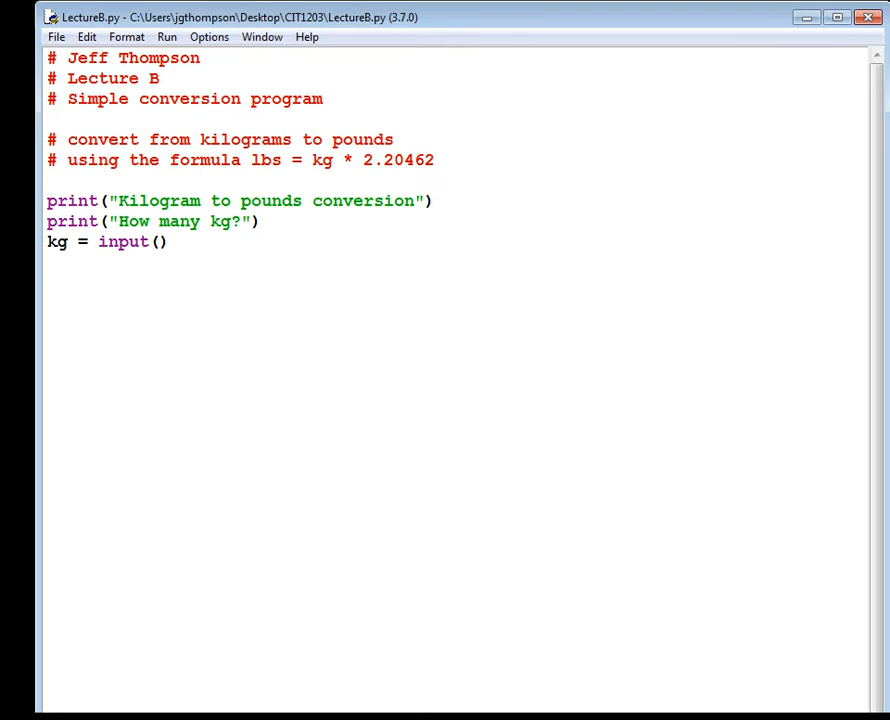 LectureB.py - C:\Users\jgthompson\Desktop\CIT1203\LectureB.py (3.7.0)
File Edit Format Run Options Window Help
# Jeff Thompson
# Lecture B
# Simple conversion program
# convert from kilograms to pounds
# using the formula lbs = kg * 2.20462
print("Kilogram to pounds conversion")
print("How many kg?")
kg = input()